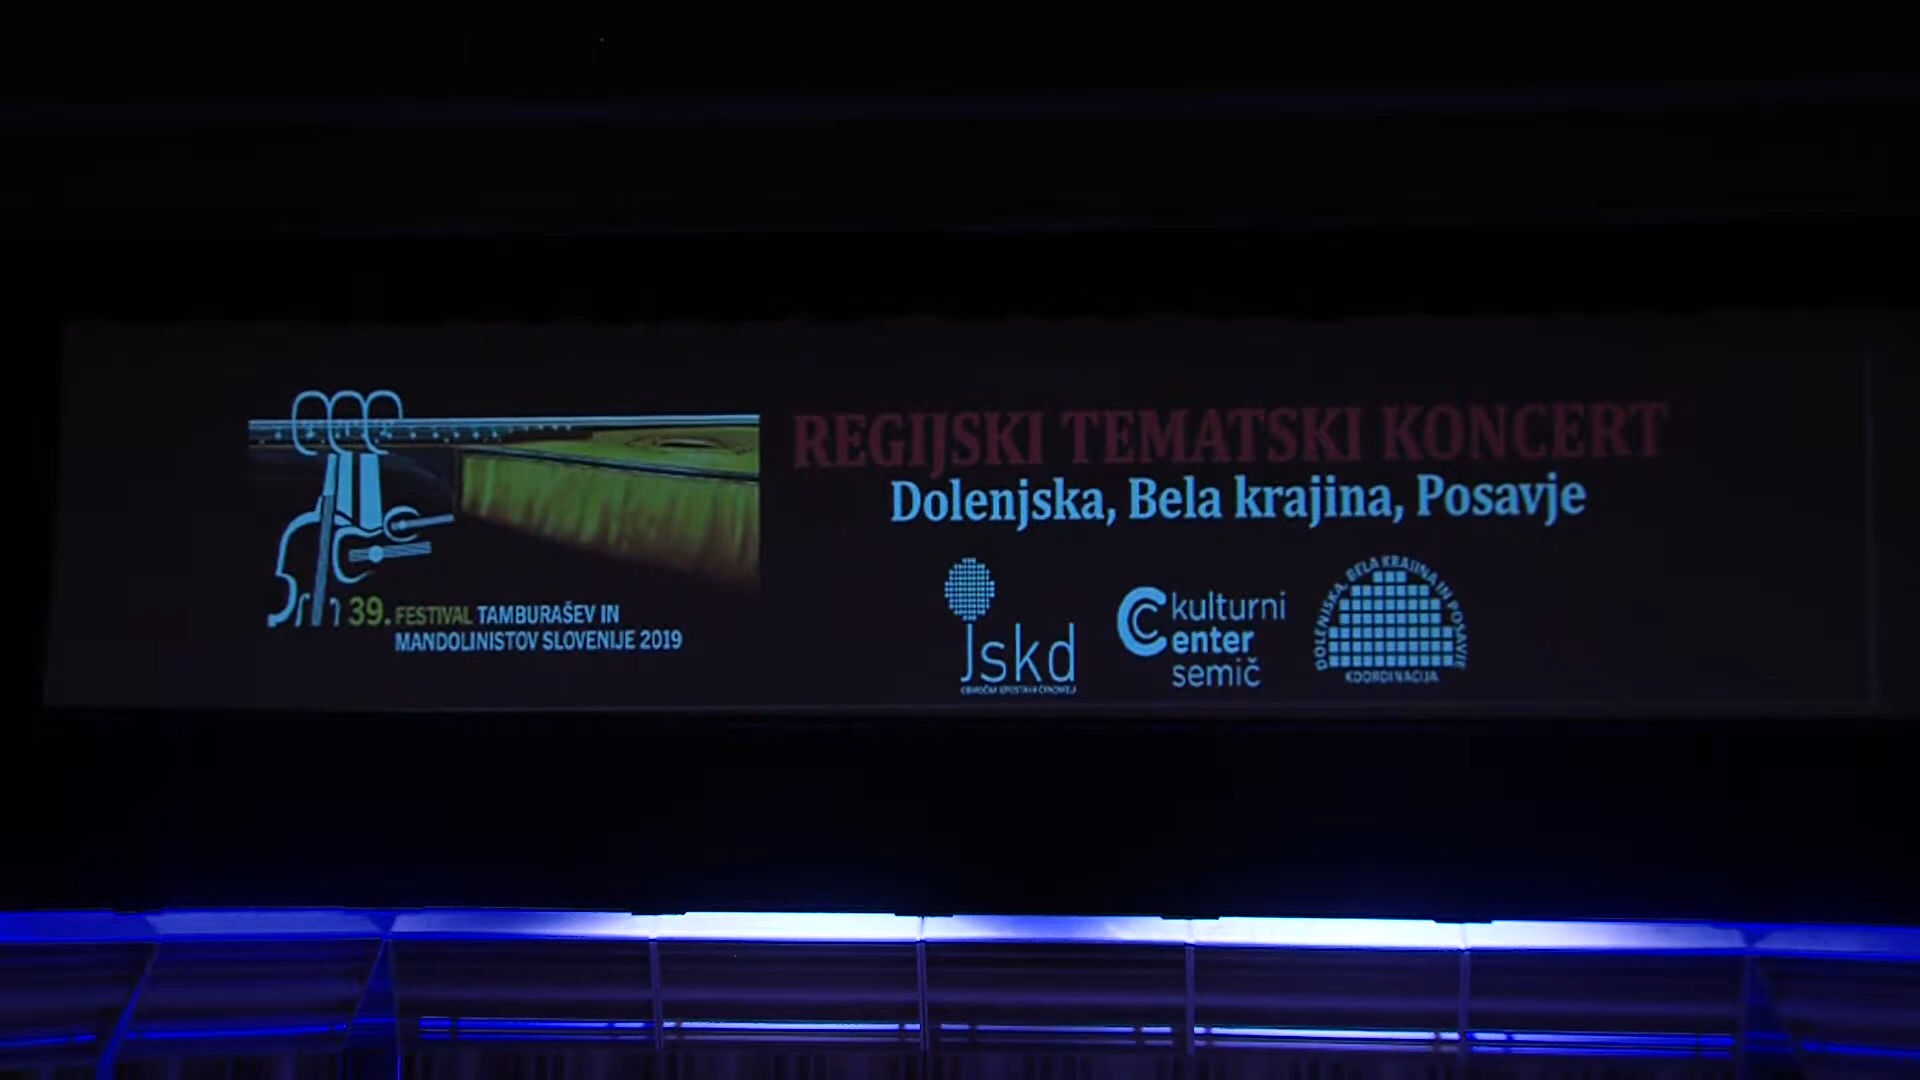 REGIJSKI TEMATSKI KONCERT
Dolenjska, Bela krajina, Posavje
39. FESTIVAL TAMBURAŠEV IN
MANDOLINISTOV SLOVENIJE 2019
Jskd
kulturni
Center
semič
DOLENJSKA, BELA KRAJINA IN POSAVJE
KOORDINACIJA